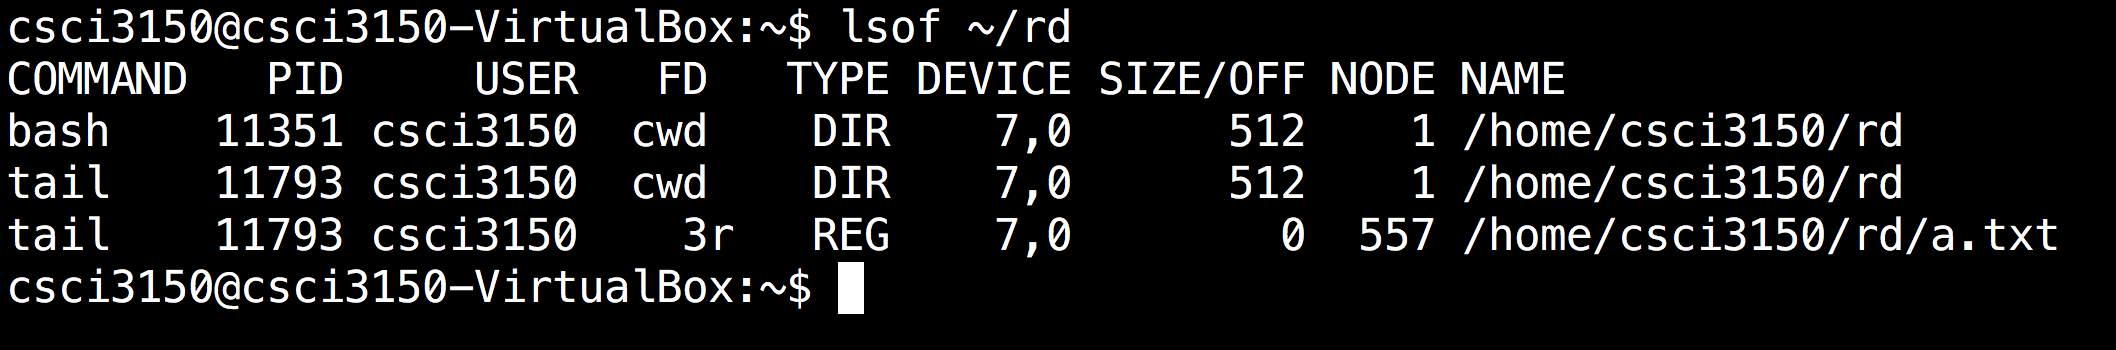 csci3150@csci3150-VirtualBox:~$ lsof ~/rd
COMMAND   PID     USER   FD   TYPE DEVICE SIZE/OFF NODE NAME
bash    11351 csci3150  cwd    DIR    7,0      512    1 /home/csci3150/rd
tail    11793 csci3150  cwd    DIR    7,0      512    1 /home/csci3150/rd
tail    11793 csci3150    3r   REG    7,0        0  557 /home/csci3150/rd/a.txt
csci3150@csci3150-VirtualBox:~$